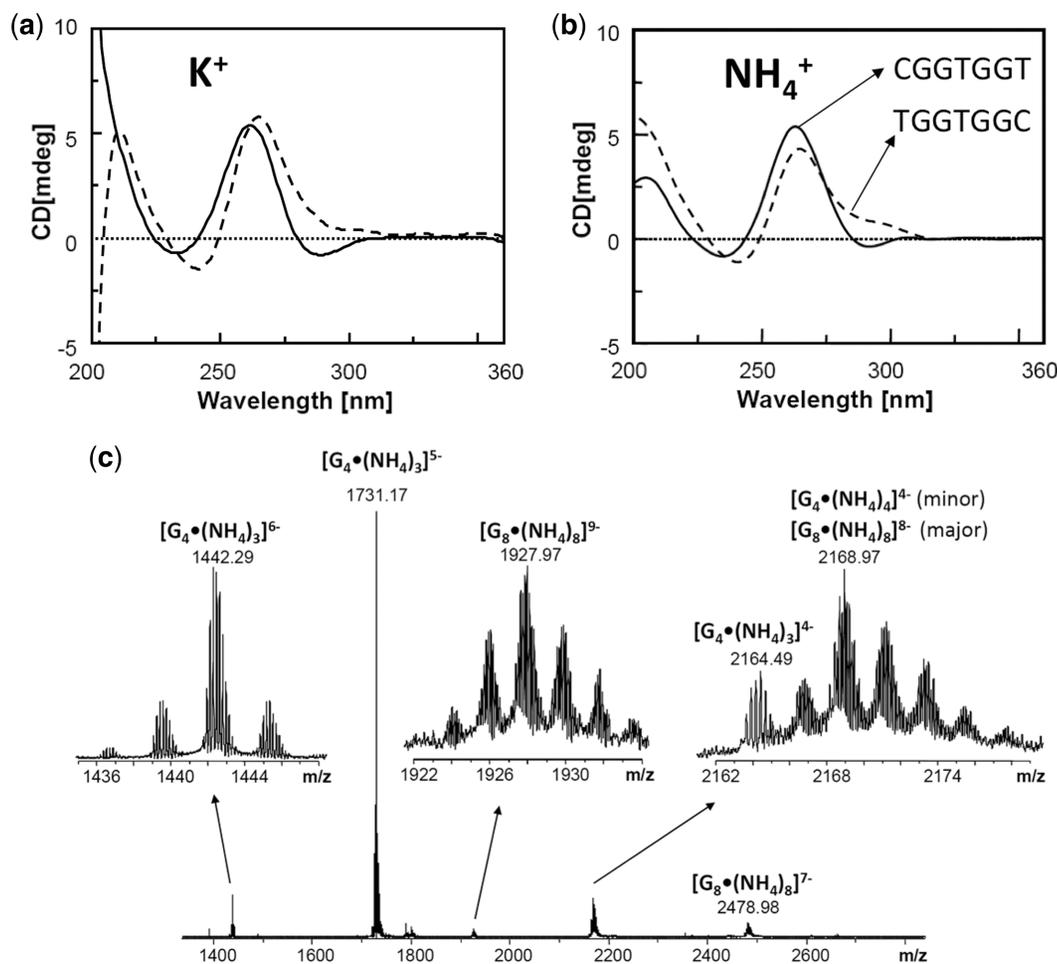 (a)
10
5
0
-5
CD[mdeg]
K⁺
200
250
300
360
Wavelength [nm]
(b)
10
5
0
-5
CD[mdeg]
NH₄⁺
CGGTGGT
TGGTGGC
200
250
300
360
Wavelength [nm]
(c)
[G₄•(NH₄)₃]⁵⁻
1731.17
[G₄•(NH₄)₃]⁶⁻
1442.29
1436
1440
1444
m/z
[G₈•(NH₄)₈]⁹⁻
1927.97
1922
1926
1930
m/z
[G₄•(NH₄)₄]⁴⁻ (minor)
[G₈•(NH₄)₈]⁸⁻ (major)
2168.97
[G₄•(NH₄)₃]⁴⁻
2164.49
2162
2168
2174
m/z
[G₈•(NH₄)₈]⁷⁻
2478.98
1400
1600
1800
2000
2200
2400
2600
m/z